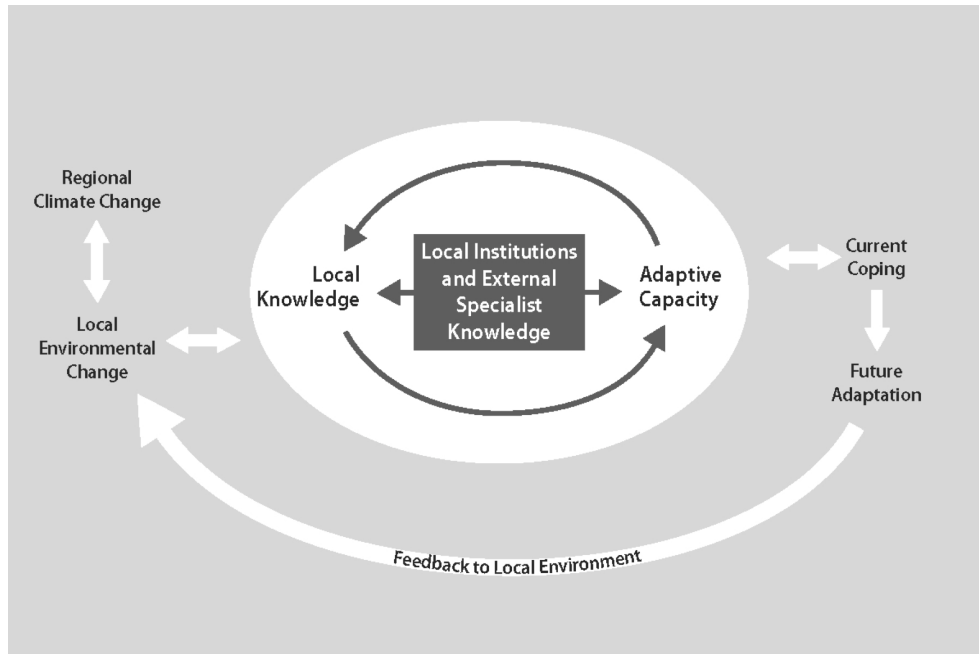 Regional
Climate Change
Local
Environmental
Change
Local
Knowledge
Local Institutions
and External
Specialist
Knowledge
Adaptive
Capacity
Current
Coping
Future
Adaptation
Feedback to Local Environment